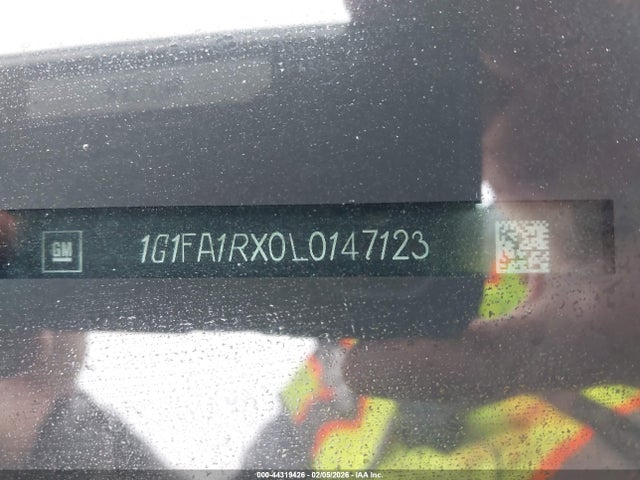 GM
1G1FA1RX0L0147123
000-44319426 - 02/05/2026 - IAA Inc.